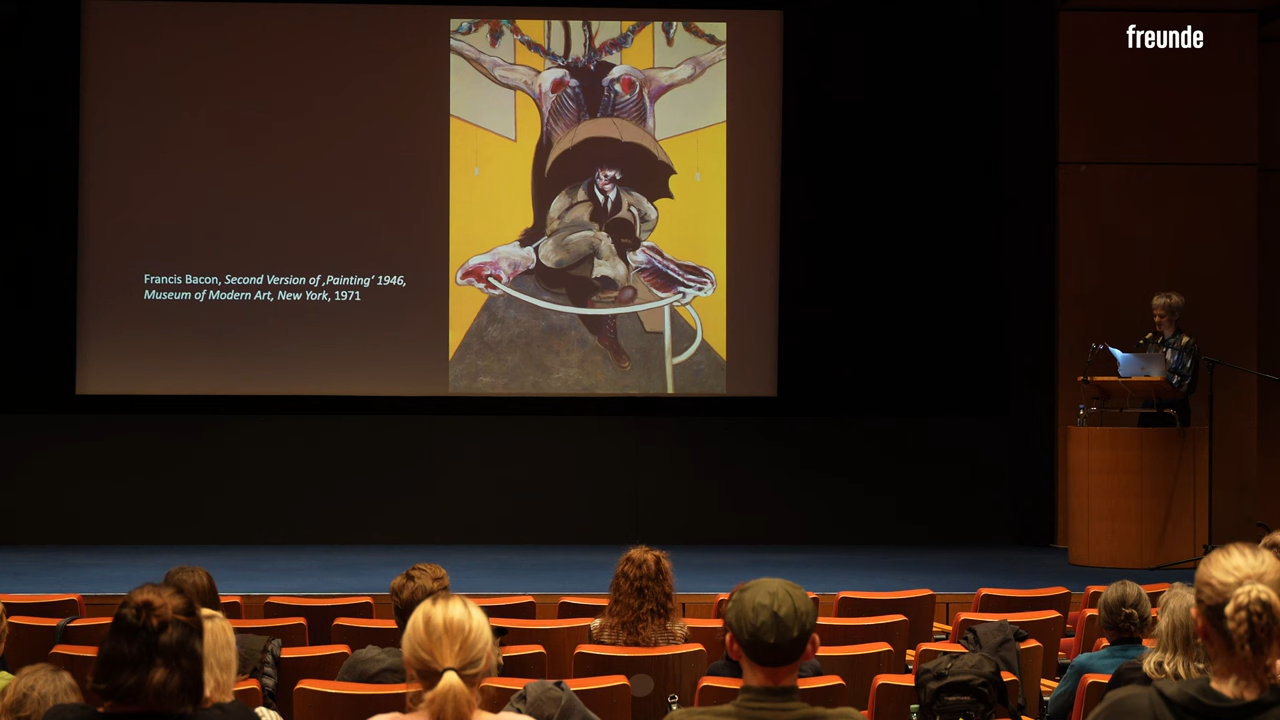 freunde
Francis Bacon, Second Version of ‚Painting‘ 1946,
Museum of Modern Art, New York, 1971